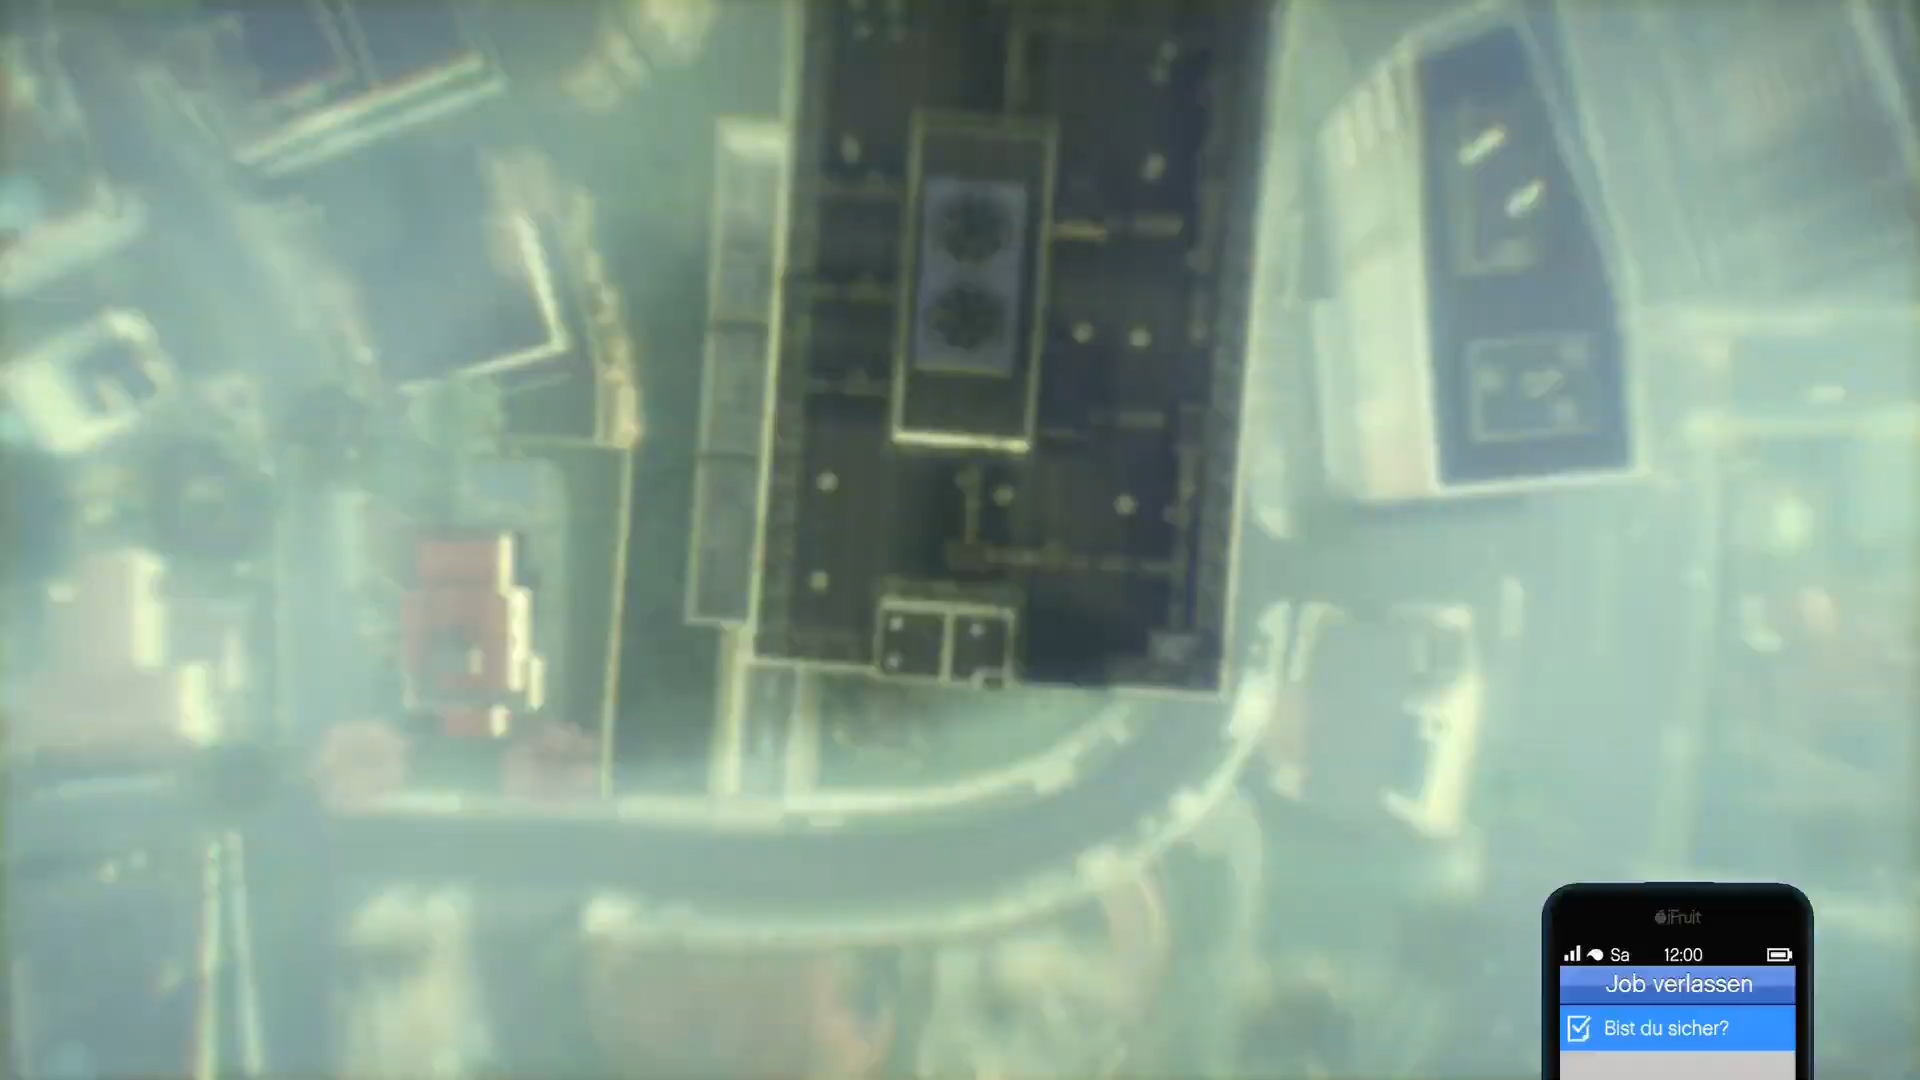 iFruit
Sa 12:00
Job verlassen
Bist du sicher?